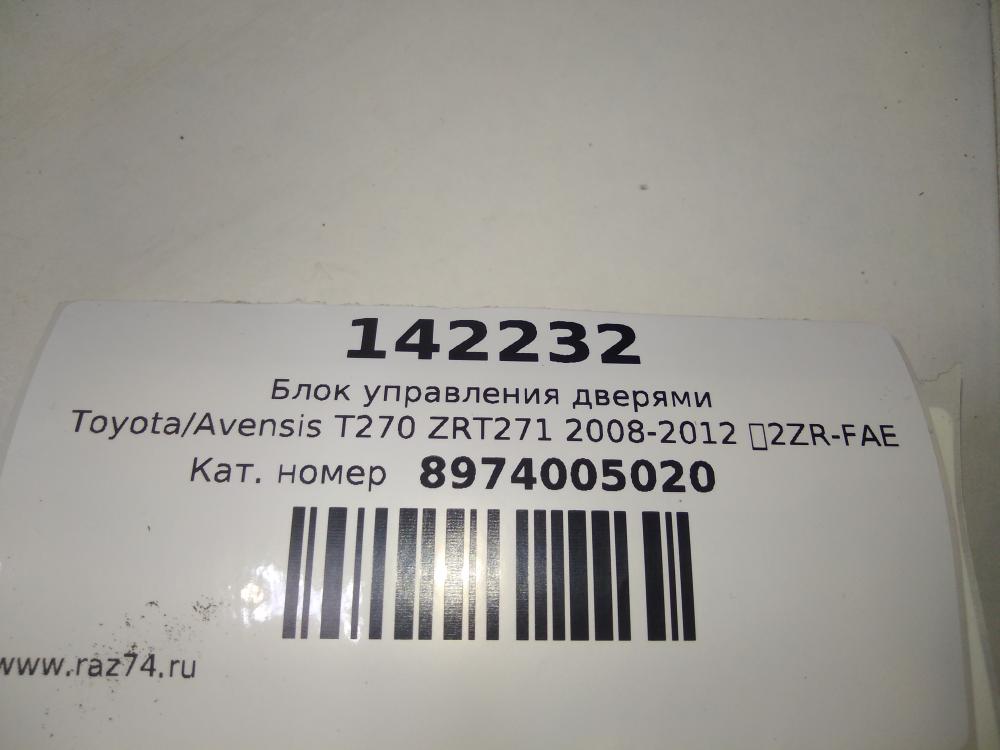 142232
Блок управления дверями
Toyota/Avensis T270 ZRT271 2008-2012 2ZR-FAE
Кат. номер 8974005020
www.raz74.ru